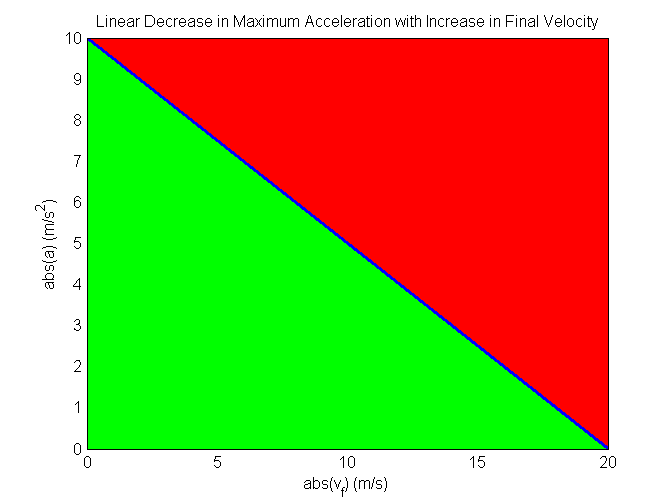 Linear Decrease in Maximum Acceleration with Increase in Final Velocity
10
9
8
7
6
5
4
3
2
1
0
abs(a) (m/s²)
0 5 10 15 20
abs(v_f) (m/s)